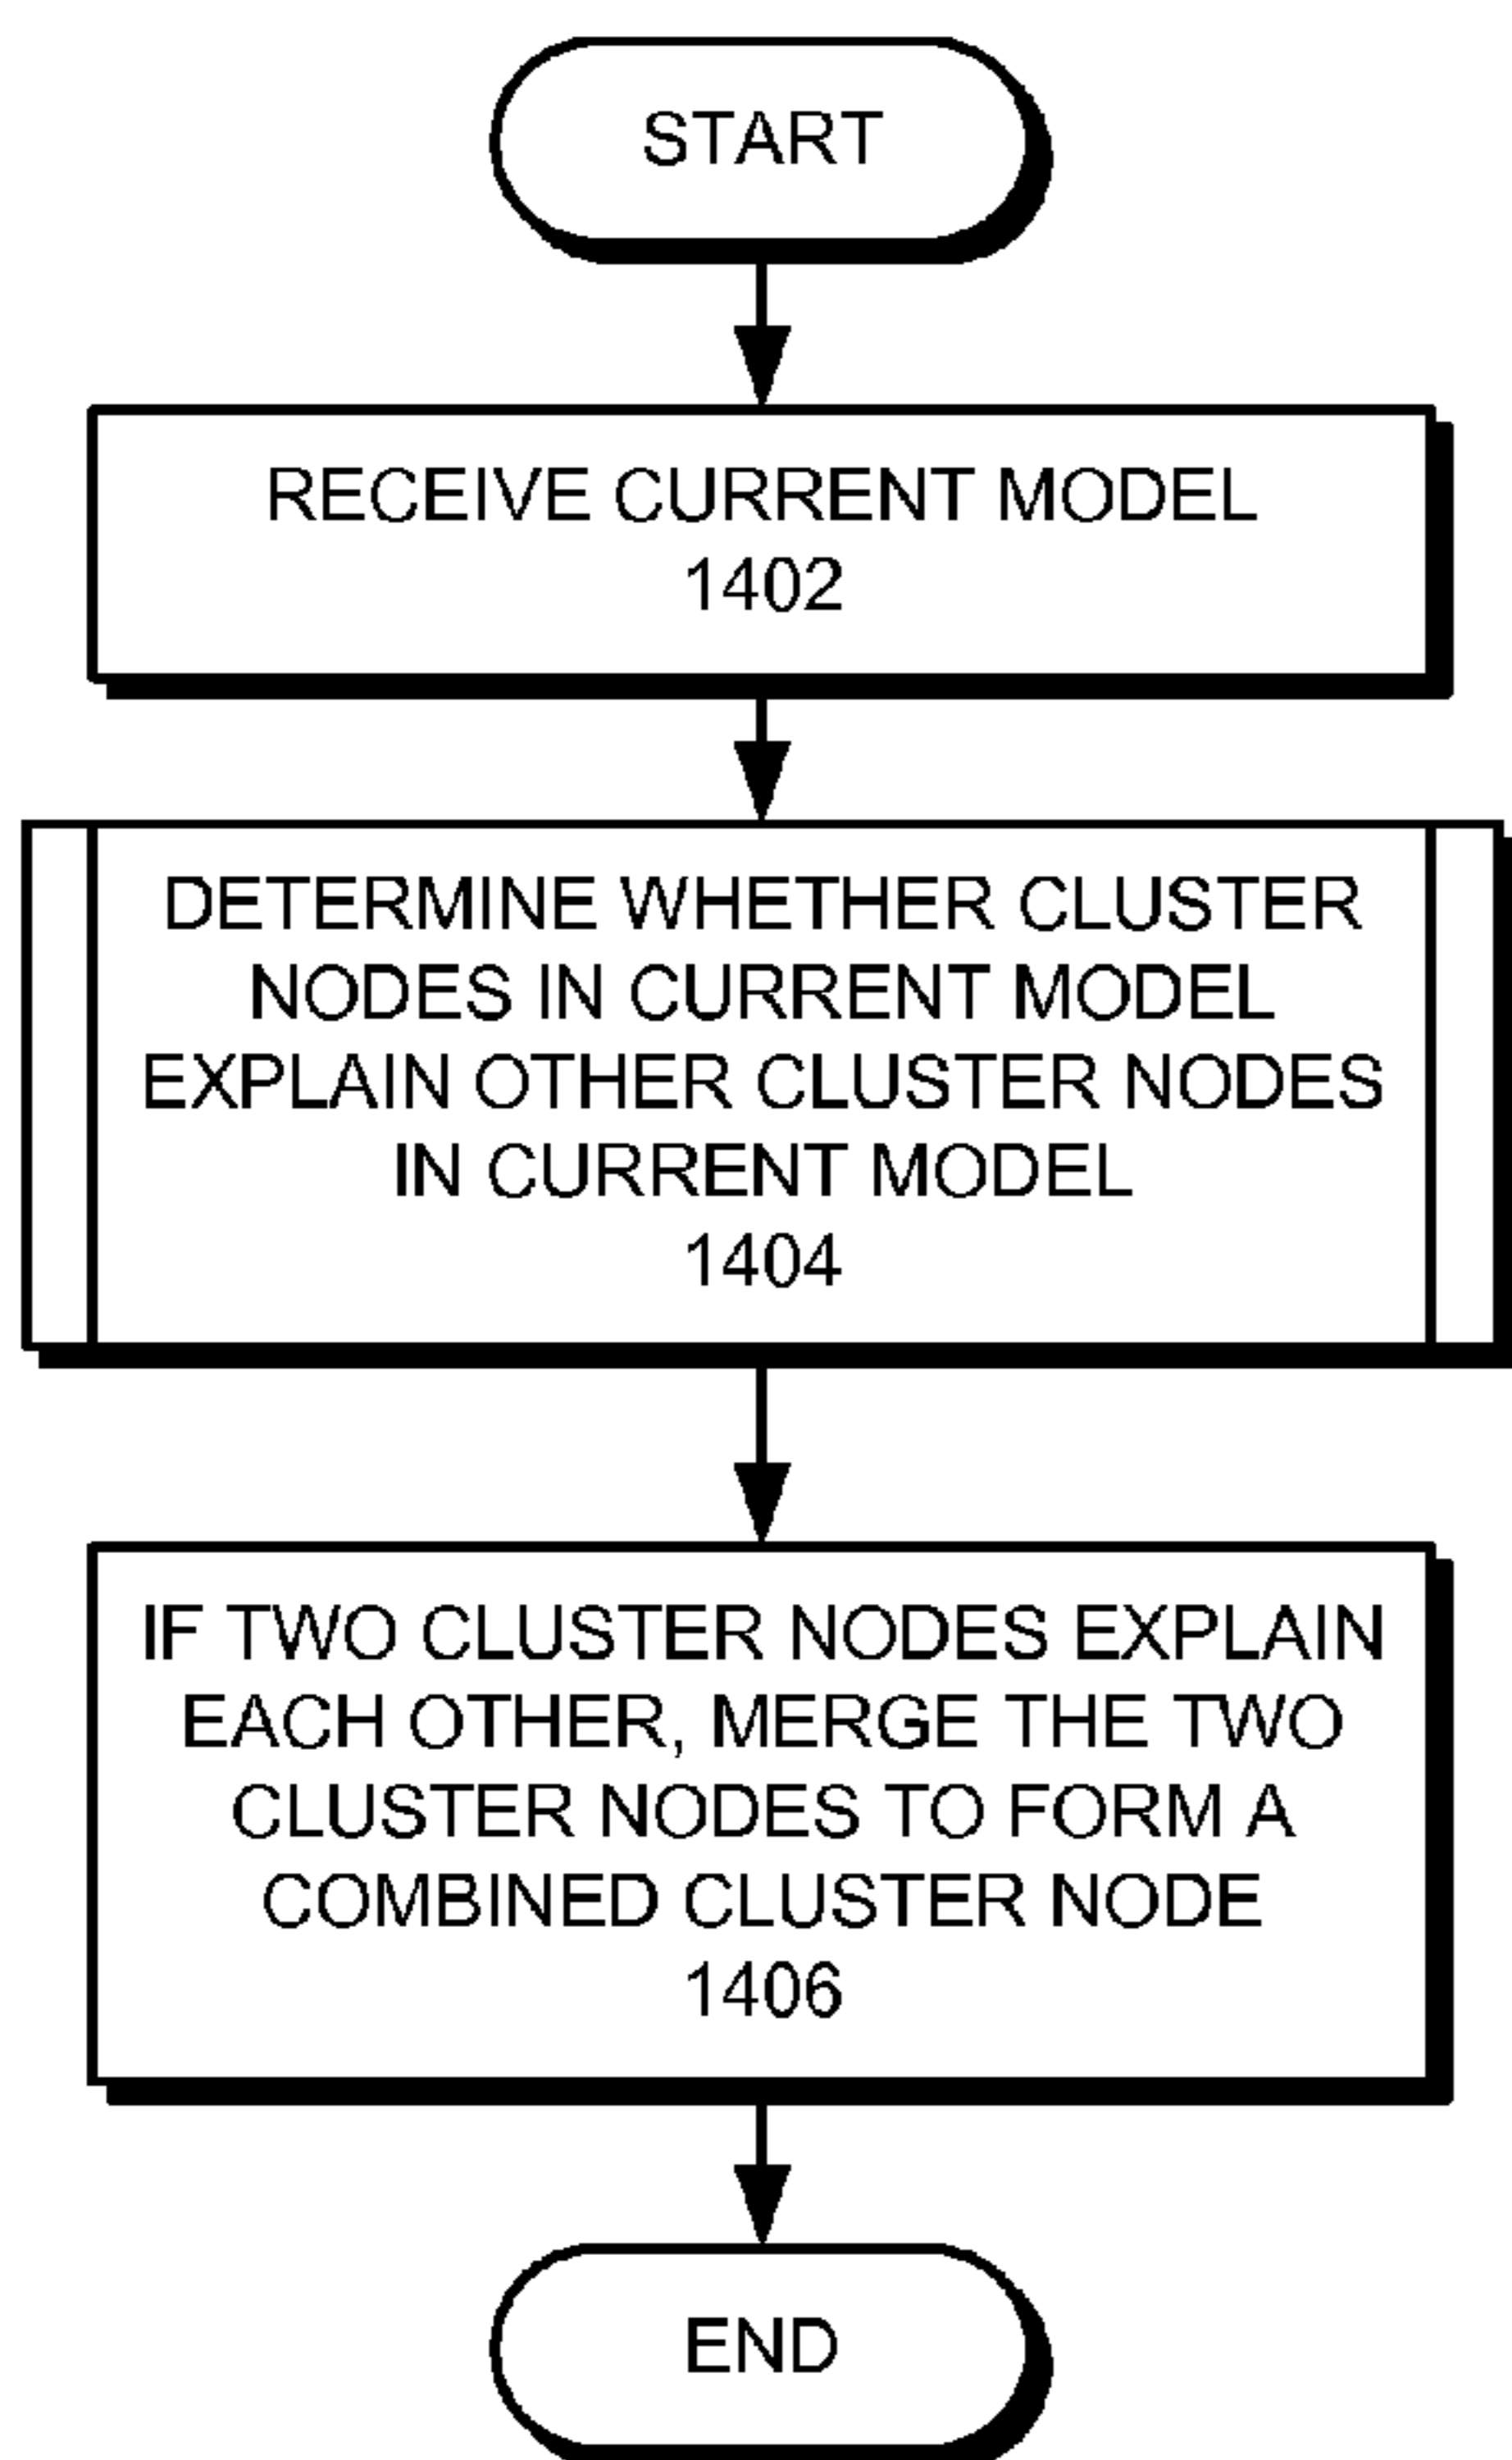 START
RECEIVE CURRENT MODEL
1402
DETERMINE WHETHER CLUSTER
NODES IN CURRENT MODEL
EXPLAIN OTHER CLUSTER NODES
IN CURRENT MODEL
1404
IF TWO CLUSTER NODES EXPLAIN
EACH OTHER, MERGE THE TWO
CLUSTER NODES TO FORM A
COMBINED CLUSTER NODE
1406
END